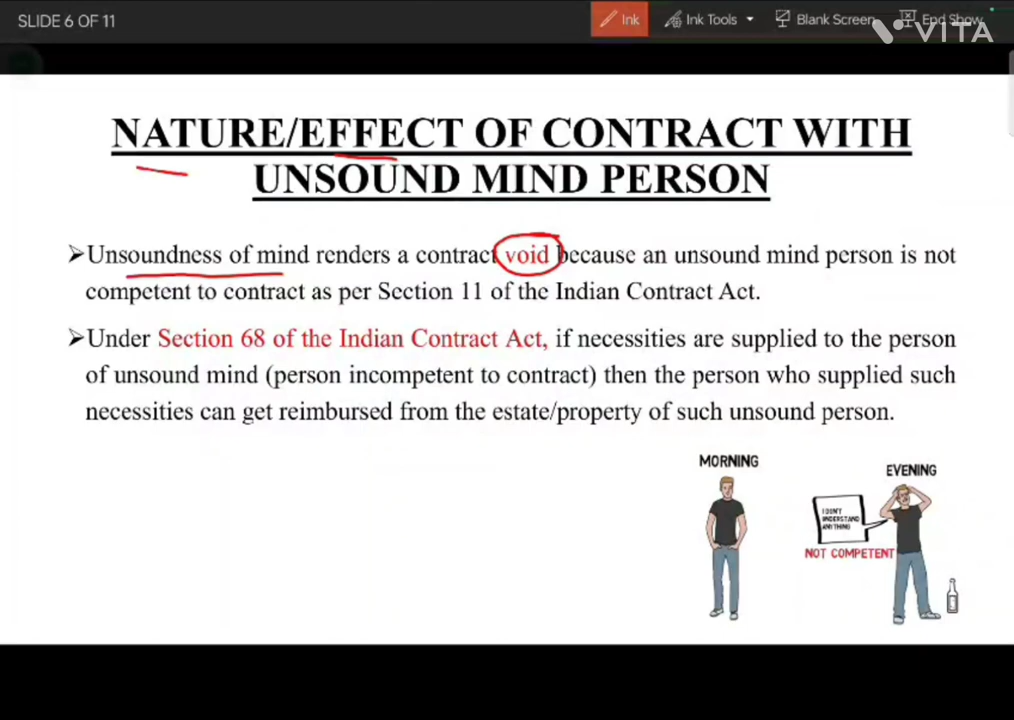 SLIDE 6 OF 11
Ink
Ink Tools
Blank Screen
End Show
VITA
NATURE/EFFECT OF CONTRACT WITH
UNSOUND MIND PERSON
➢Unsoundness of mind renders a contract void because an unsound mind person is not
competent to contract as per Section 11 of the Indian Contract Act.
➢Under Section 68 of the Indian Contract Act, if necessities are supplied to the person
of unsound mind (person incompetent to contract) then the person who supplied such
necessities can get reimbursed from the estate/property of such unsound person.
MORNING
EVENING
I DON'T
UNDERSTAND
ANYTHING
NOT COMPETENT